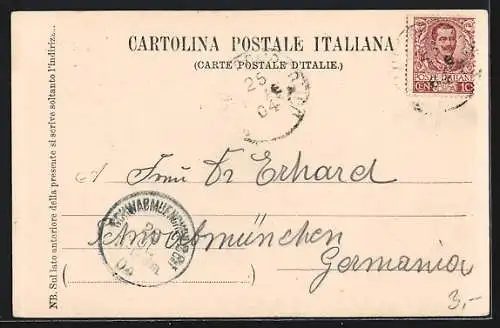 CARTOLINA POSTALE ITALIANA
(CARTE POSTALE D'ITALIE.)
POSTE ITALIANE
CENT. 10
25
04
A Frau Dr Erhard
Schwabmünchen
Germania
3,-
SCHWABMUENCHEN
04
NB. Sul lato anteriore della presente si scrive soltanto l'indirizzo...